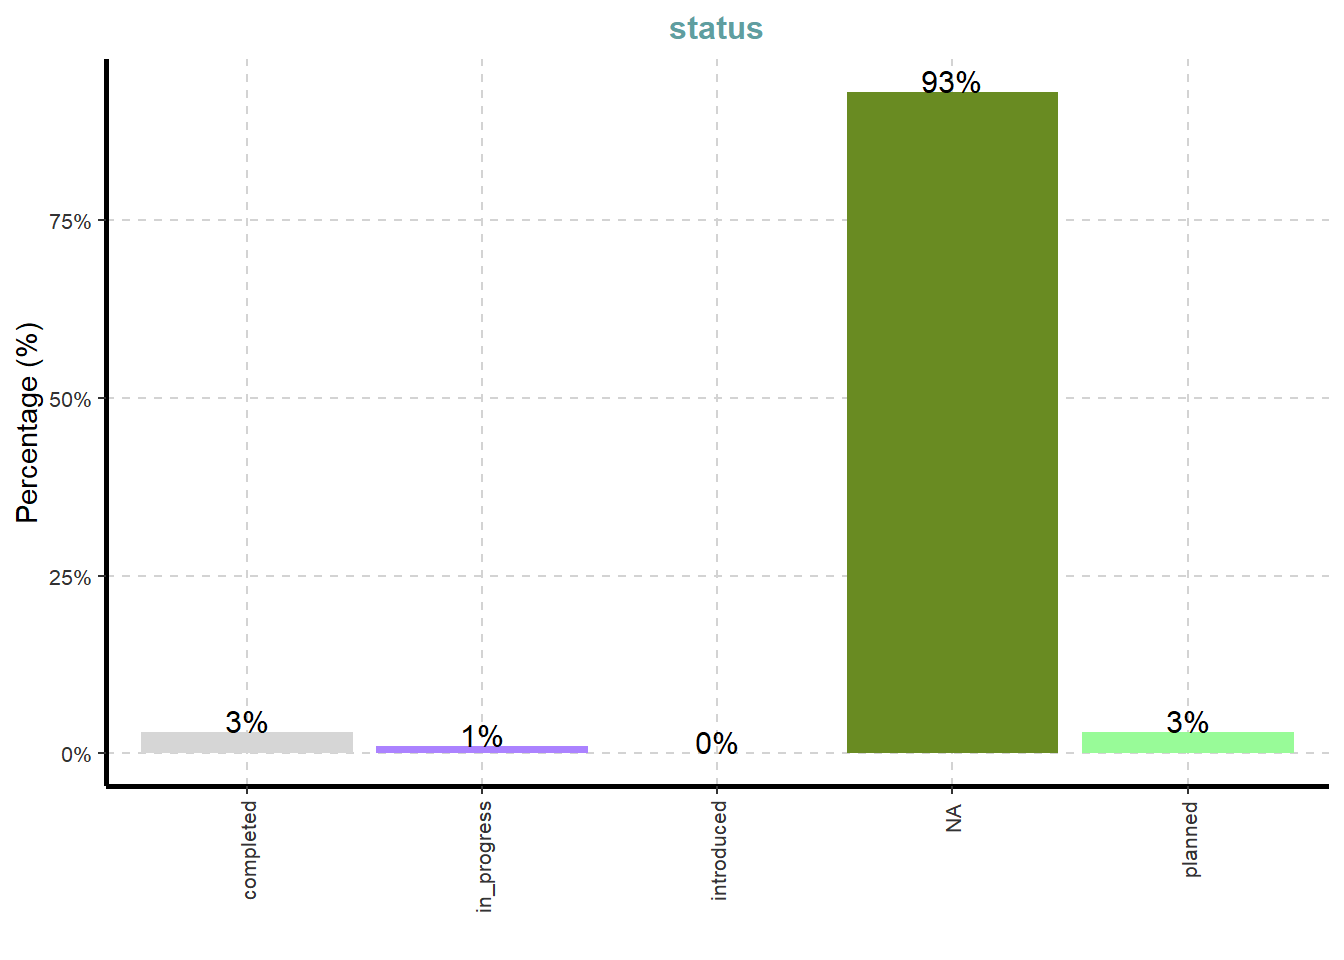 status
Percentage (%)
75%
50%
25%
0%
3%
1%
0%
93%
3%
completed
in_progress
introduced
NA
planned